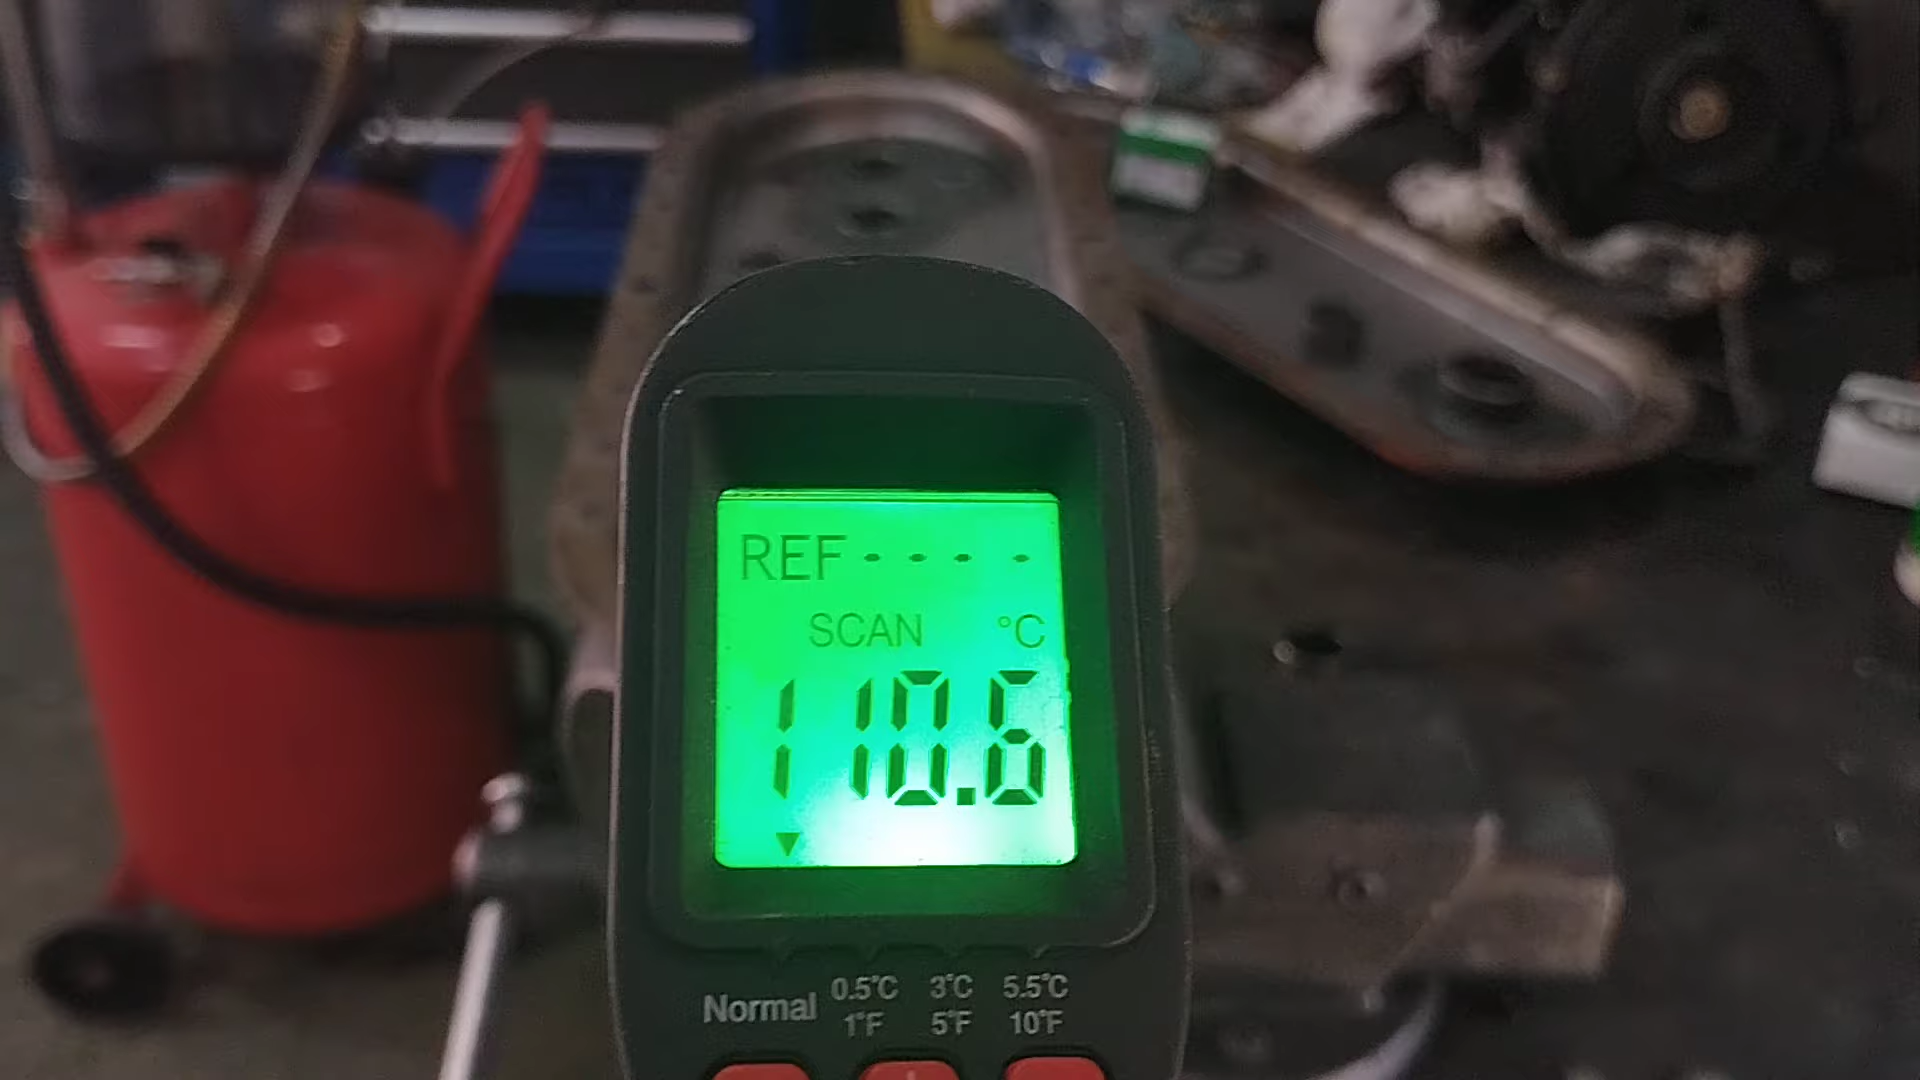 REF - - - -
SCAN °C
110.6
Normal 0.5°C 3°C 5.5°C
1°F 5°F 10°F